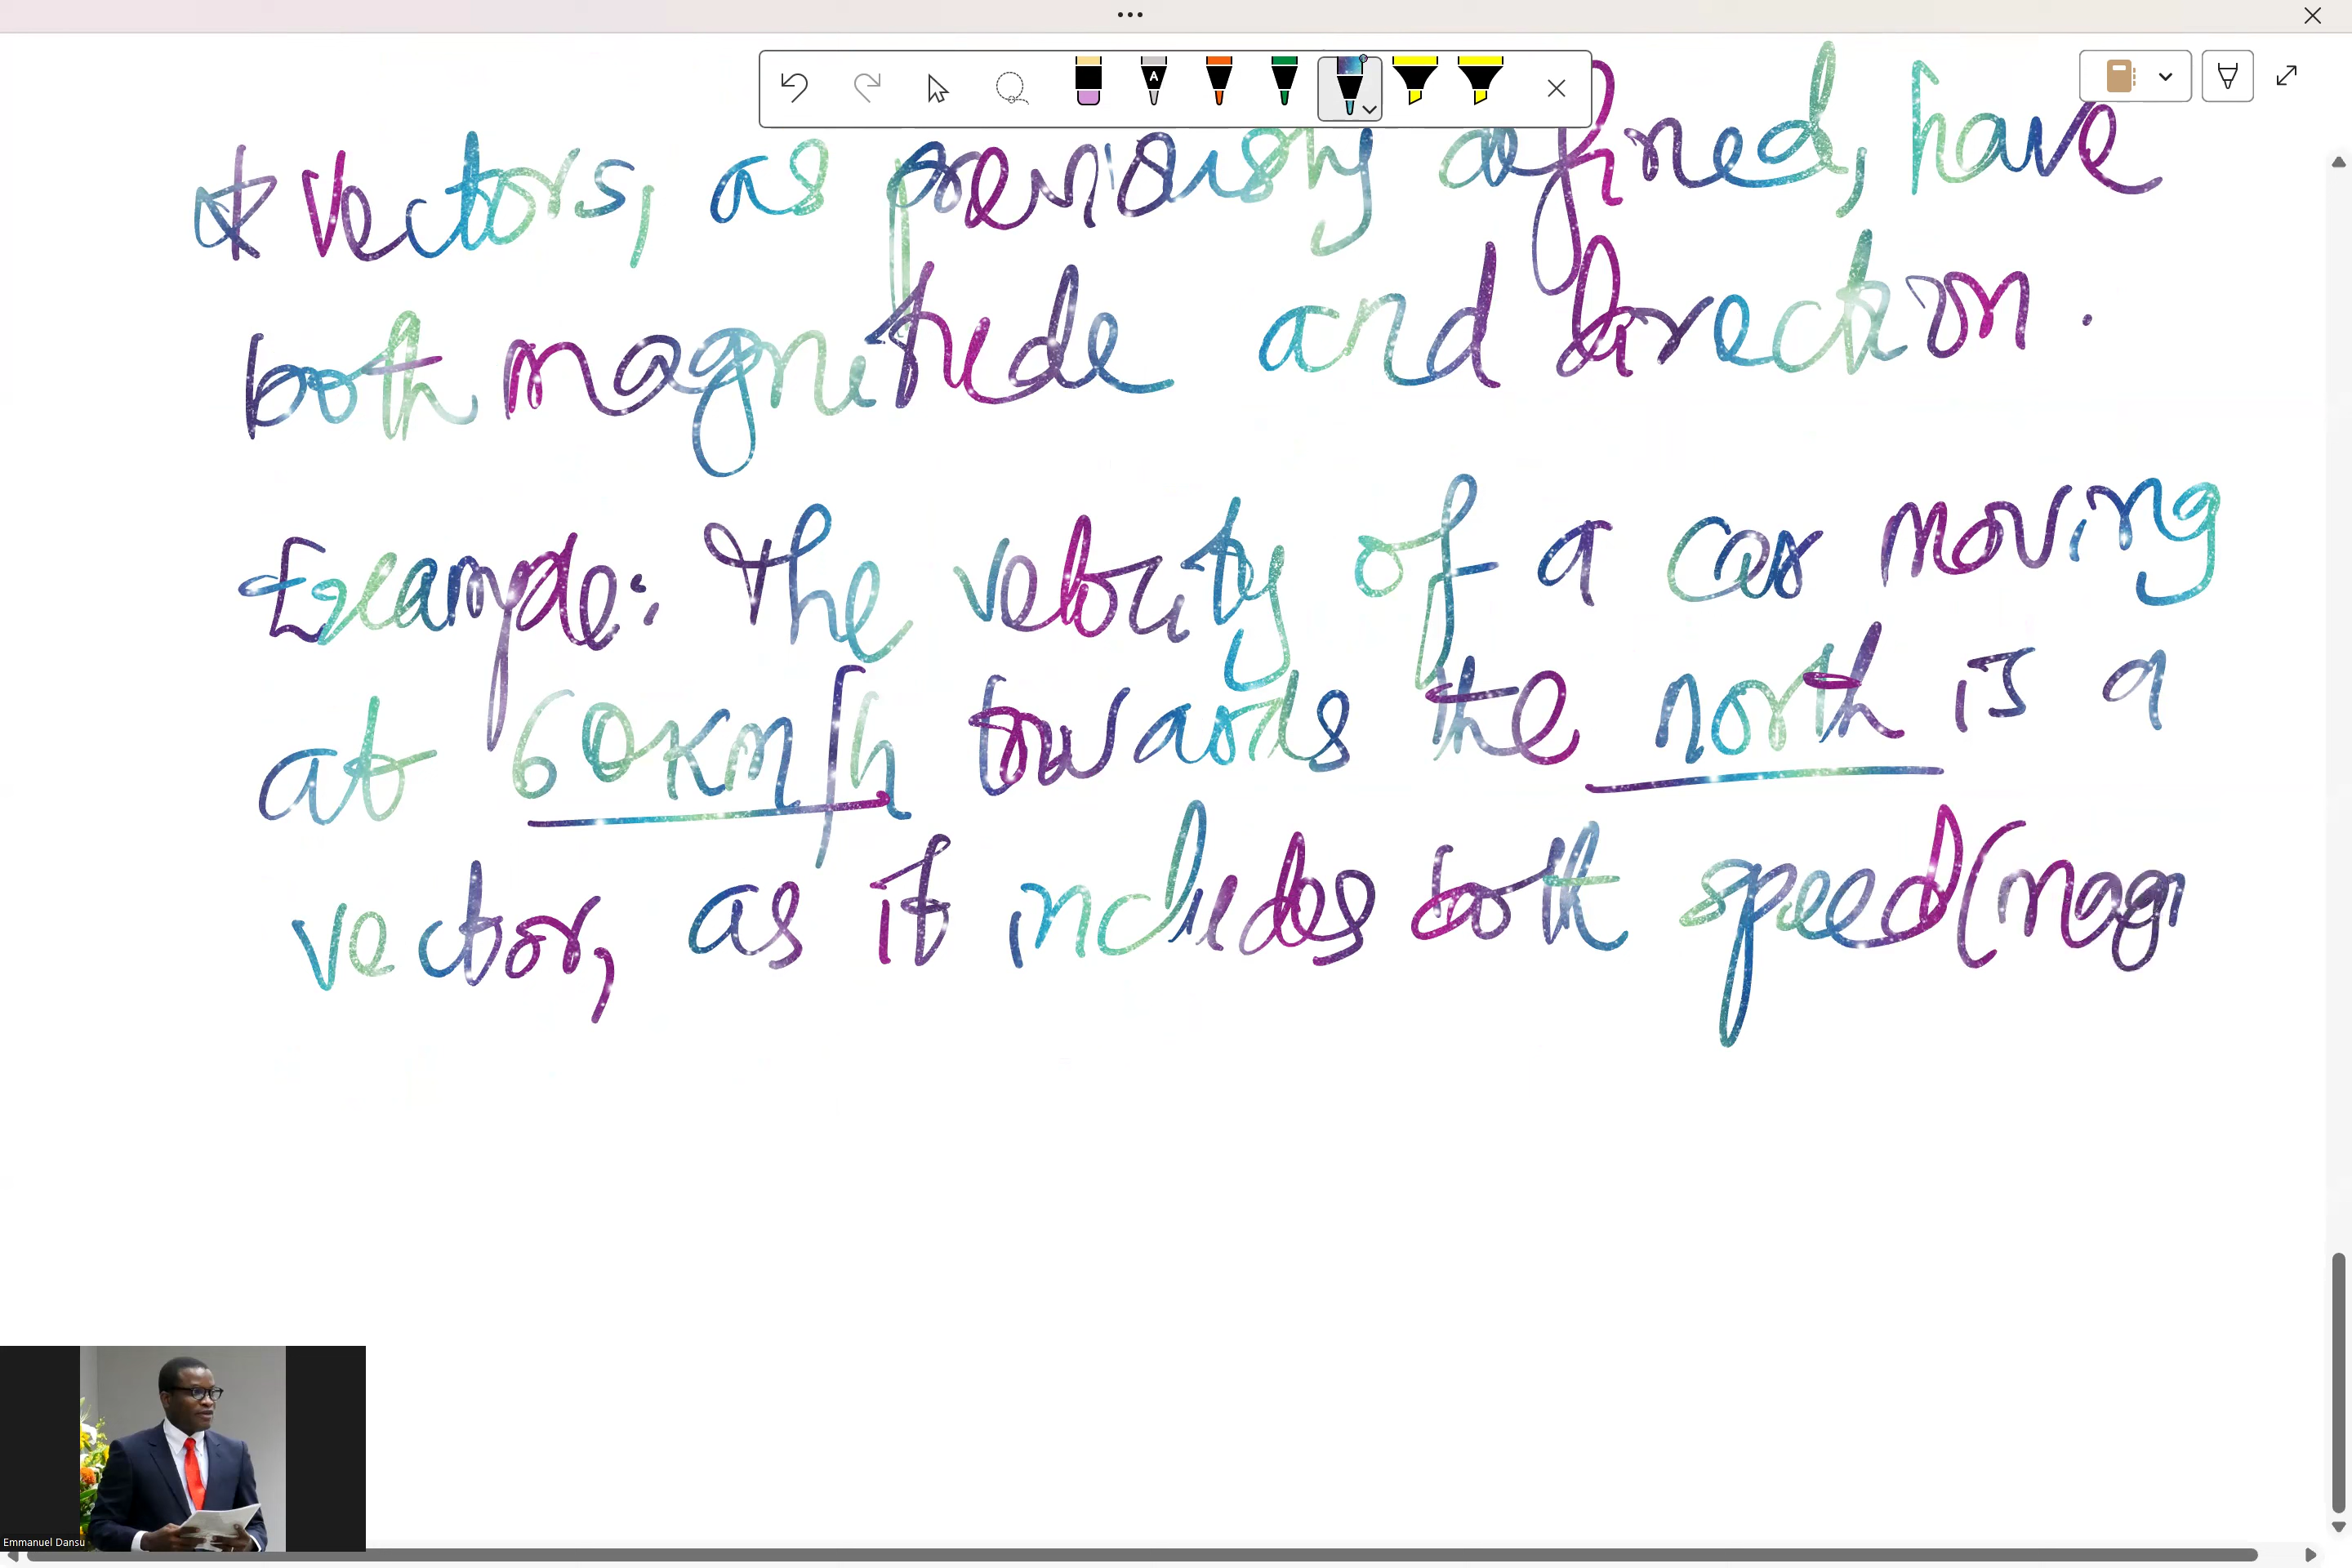 * Vectors, as previously defined, have
both magnitude and direction.
Example: The velocity of a car moving
at 60km/h towards the north is a
vector, as it includes both speed(magn
Emmanuel Dansu